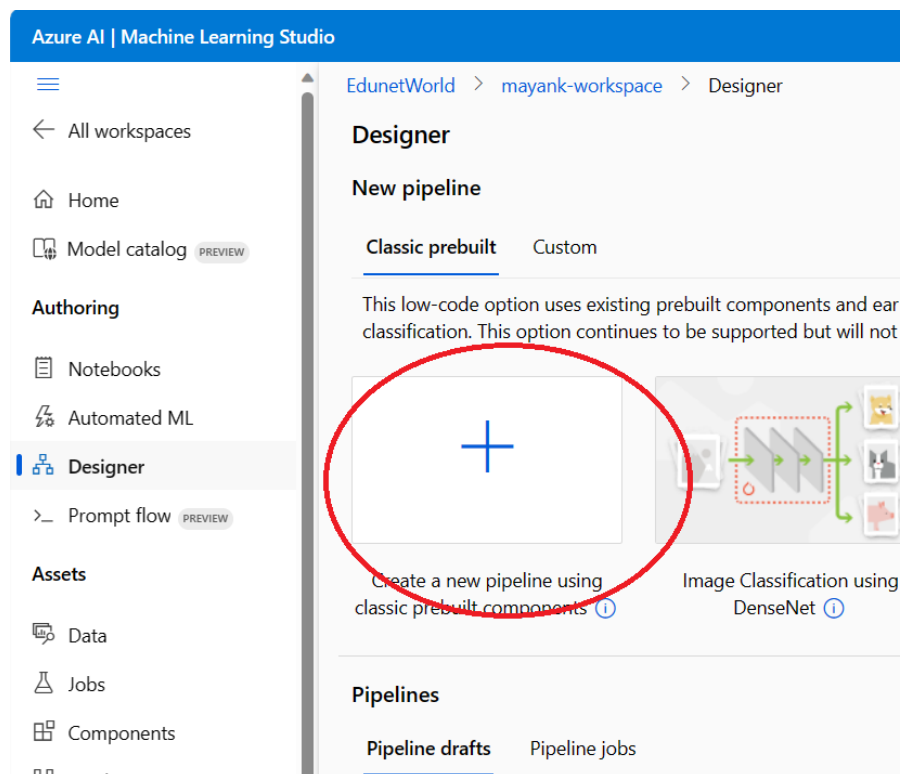 Azure AI | Machine Learning Studio
All workspaces
Home
Model catalog PREVIEW
Authoring
Notebooks
Automated ML
Designer
Prompt flow PREVIEW
Assets
Data
Jobs
Components
EdunetWorld > mayank-workspace > Designer
Designer
New pipeline
Classic prebuilt Custom
This low-code option uses existing prebuilt components and ear
classification. This option continues to be supported but will not
Create a new pipeline using
classic prebuilt components
Image Classification using
DenseNet
Pipelines
Pipeline drafts Pipeline jobs